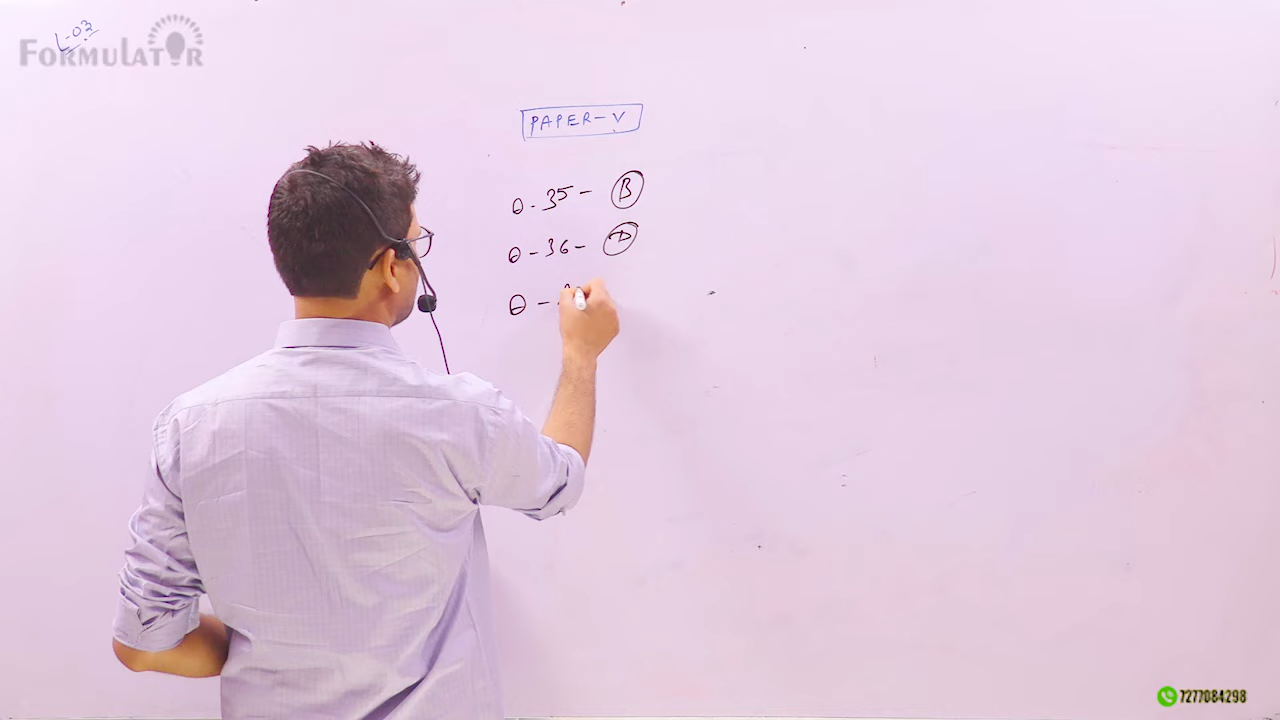 L-03
FORMULATOR
PAPER-V
Q-35- B
Q-36- D
Q-
7277084298